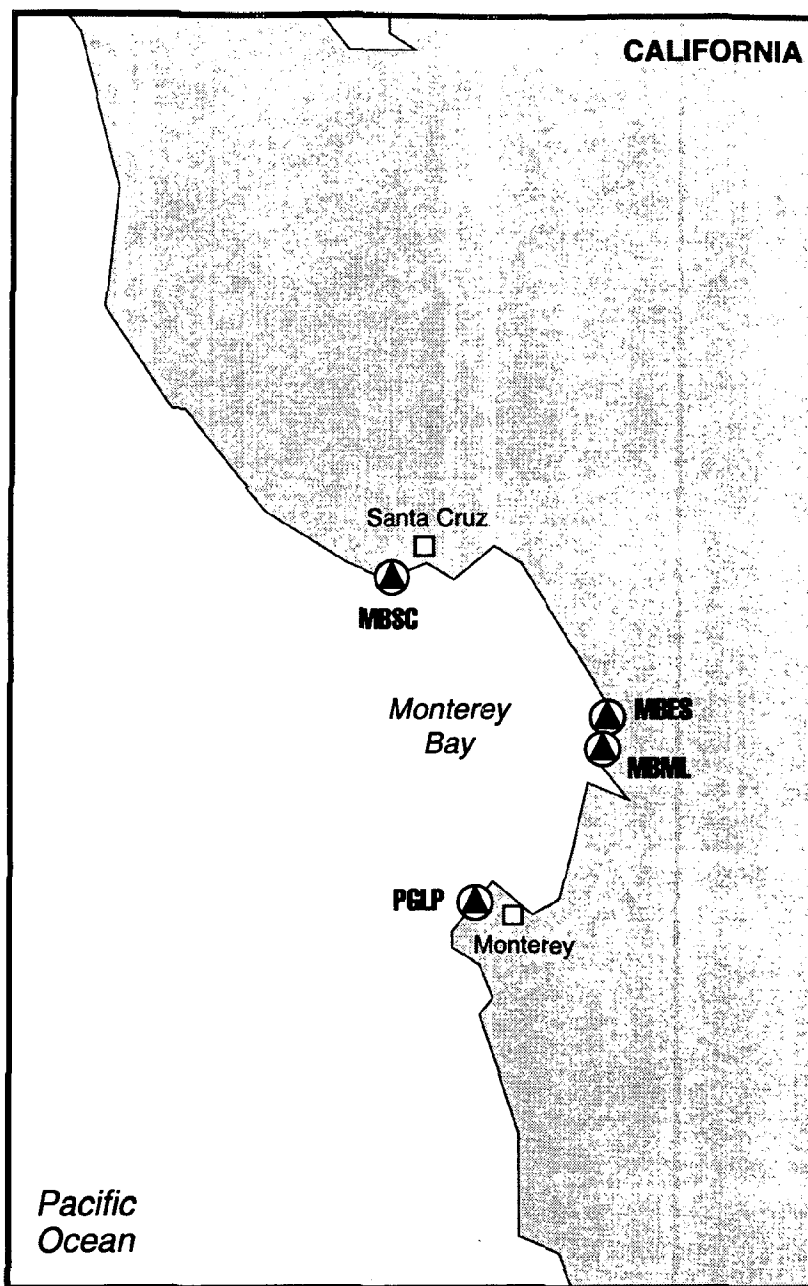 CALIFORNIA
Santa Cruz
MBSC
Monterey
Bay
MBES
MBML
PGLP
Monterey
Pacific
Ocean